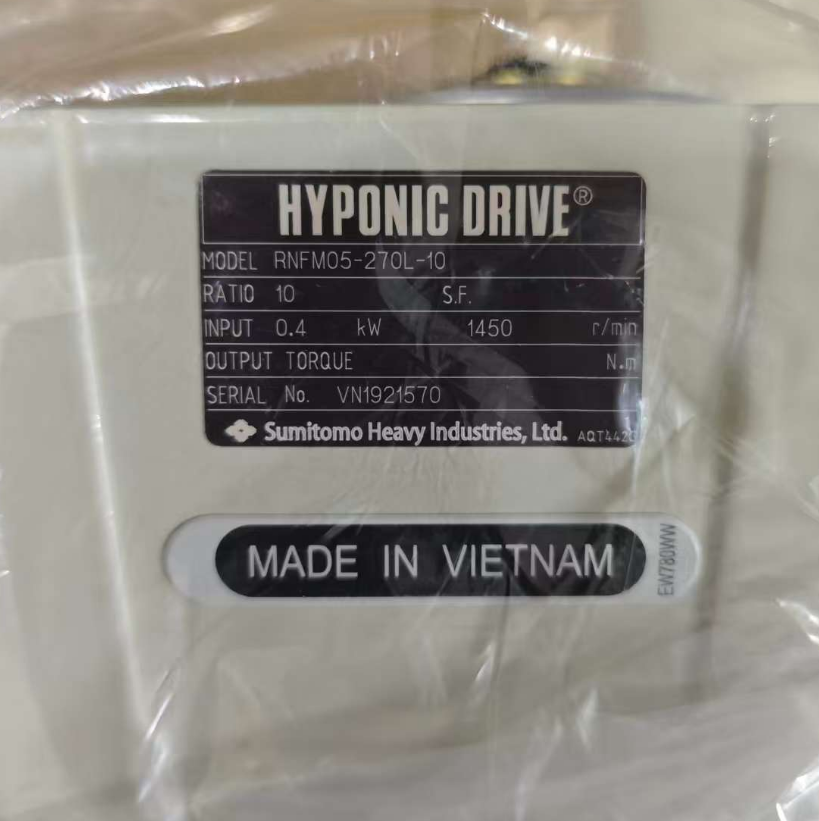 HYPONIC DRIVE®
MODEL RNFM05-270L-10
RATIO 10 S.F.
INPUT 0.4 kW 1450 r/min
OUTPUT TORQUE N.m
SERIAL No. VN1921570
Sumitomo Heavy Industries, Ltd.
MADE IN VIETNAM
EW780WW